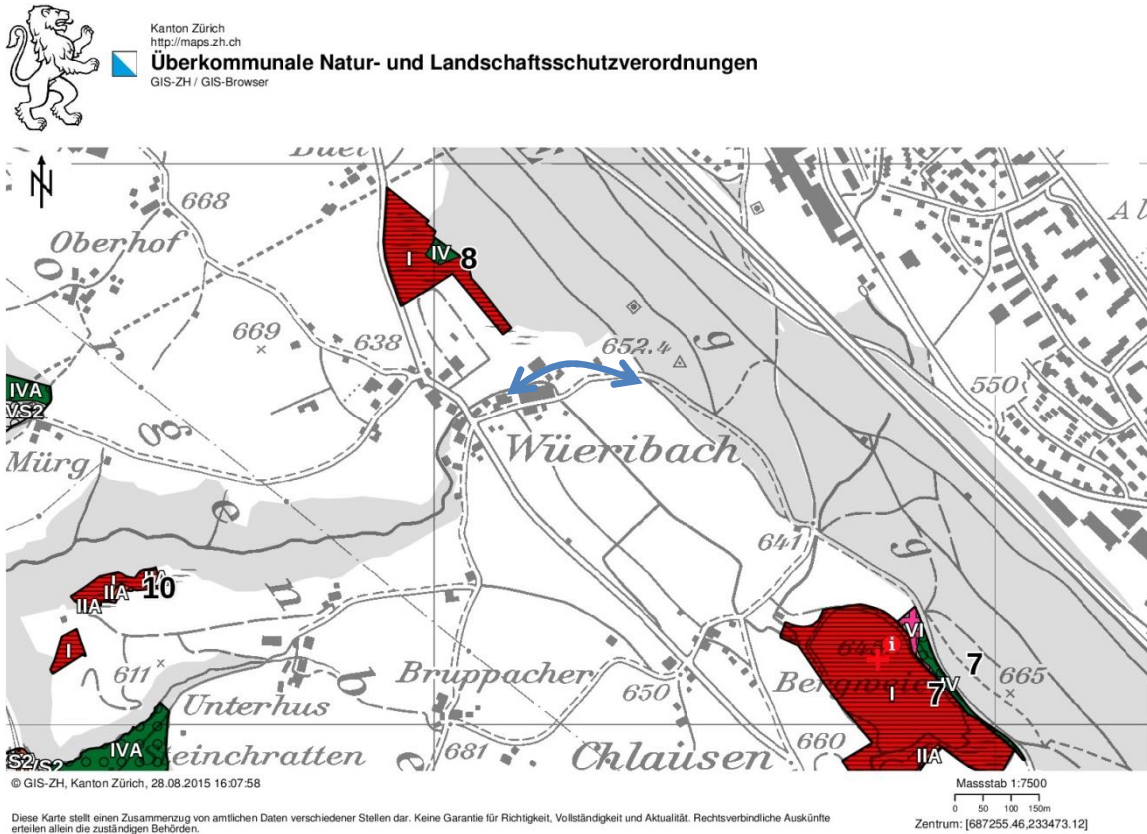 Kanton Zürich
http://maps.zh.ch
Überkommunale Natur- und Landschaftsschutzverordnungen
GIS-ZH / GIS-Browser
N
Büel
668
Oberhof
I
IV
8
669
638
652.4
g
550
IVA
Mürg
o
r
g
e
n
b
e
g
Wüeribach
641
I
IIA
IIA
10
I
611
Unterhus
Bruppacher
650
VI
i
7
IV
7
665
I
IVA
681
Chlausen
660
IIA
© GIS-ZH, Kanton Zürich, 28.08.2015 16:07:58
Massstab 1:7500
0 50 100 150m
Diese Karte stellt einen Zusammenzug von amtlichen Daten verschiedener Stellen dar. Keine Garantie für Richtigkeit, Vollständigkeit und Aktualität. Rechtsverbindliche Auskünfte
erteilen allein die zuständigen Behörden.
Zentrum: [687255.46,233473.12]